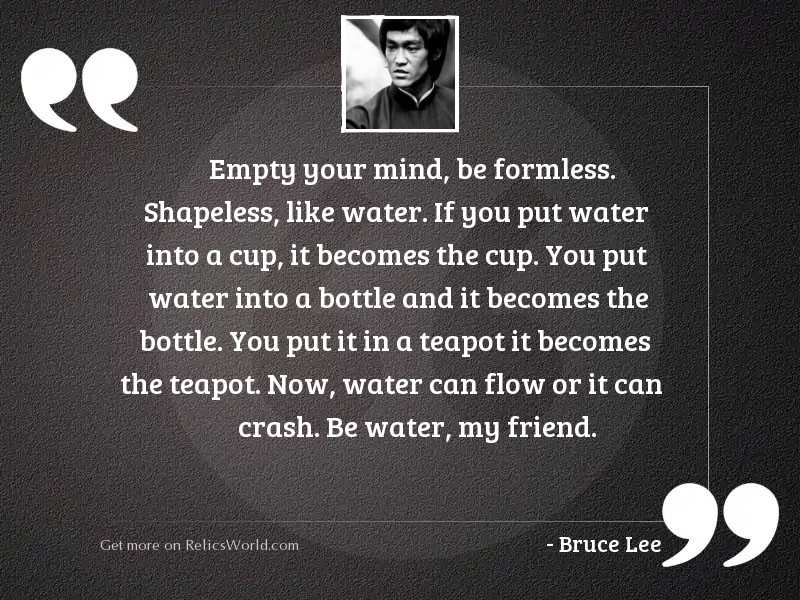 Empty your mind, be formless.
Shapeless, like water. If you put water
into a cup, it becomes the cup. You put
water into a bottle and it becomes the
bottle. You put it in a teapot it becomes
the teapot. Now, water can flow or it can
crash. Be water, my friend.
Get more on RelicsWorld.com
- Bruce Lee